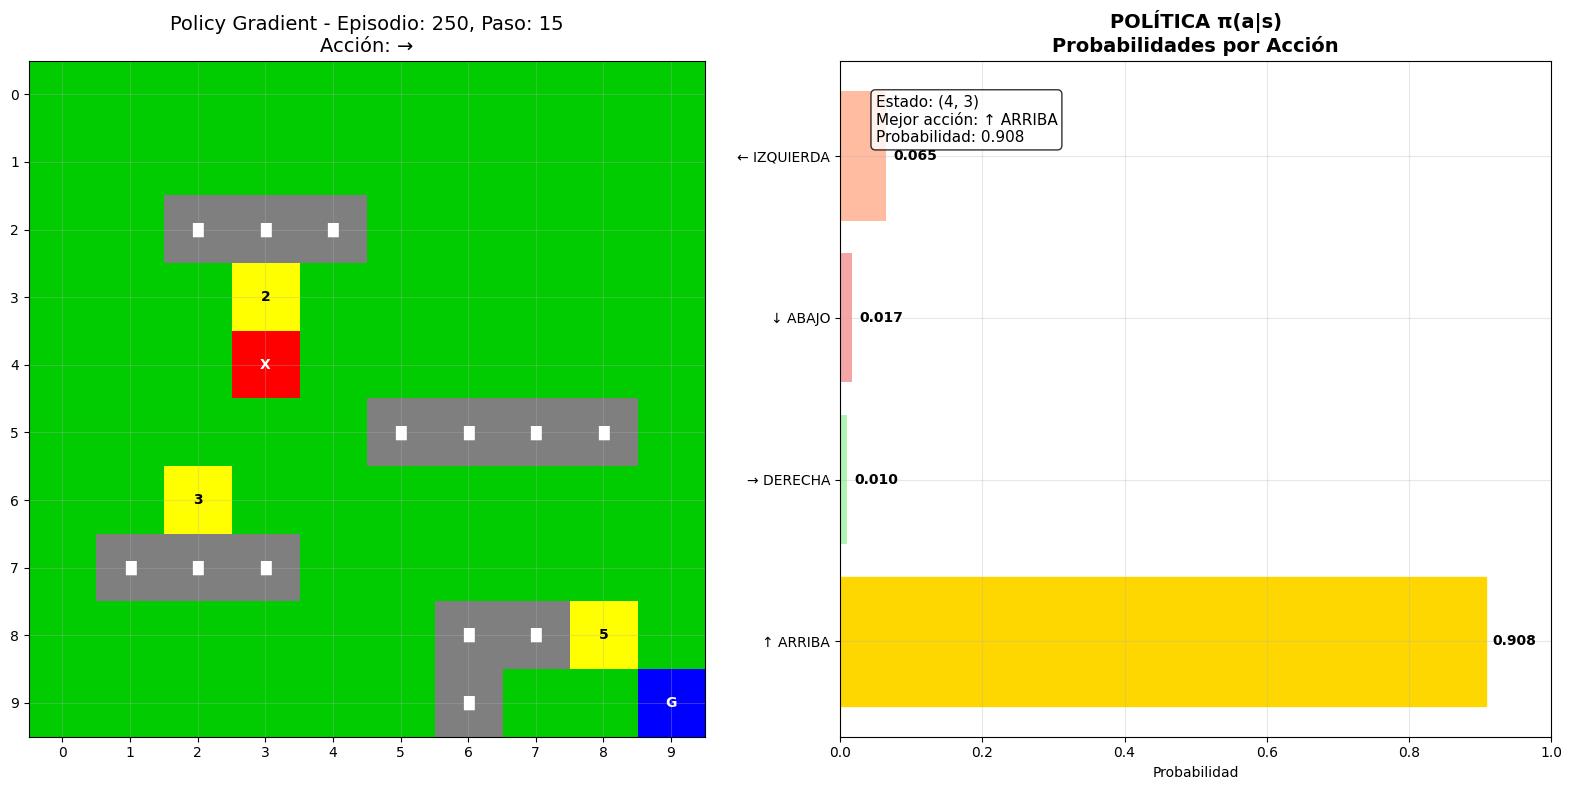 Policy Gradient - Episodio: 250, Paso: 15
Acción: →
0
1
2
3
4
5
6
7
8
9
2
X
3
5
G
0 1 2 3 4 5 6 7 8 9
POLÍTICA π(a|s)
Probabilidades por Acción
Estado: (4, 3)
Mejor acción: ↑ ARRIBA
Probabilidad: 0.908
← IZQUIERDA 0.065
↓ ABAJO 0.017
→ DERECHA 0.010
↑ ARRIBA 0.908
0.0 0.2 0.4 0.6 0.8 1.0
Probabilidad